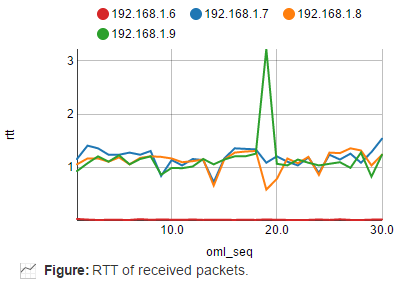 192.168.1.6 192.168.1.7 192.168.1.8
192.168.1.9
3
2
1
rtt
10.0 20.0 30.0
oml_seq
Figure: RTT of received packets.